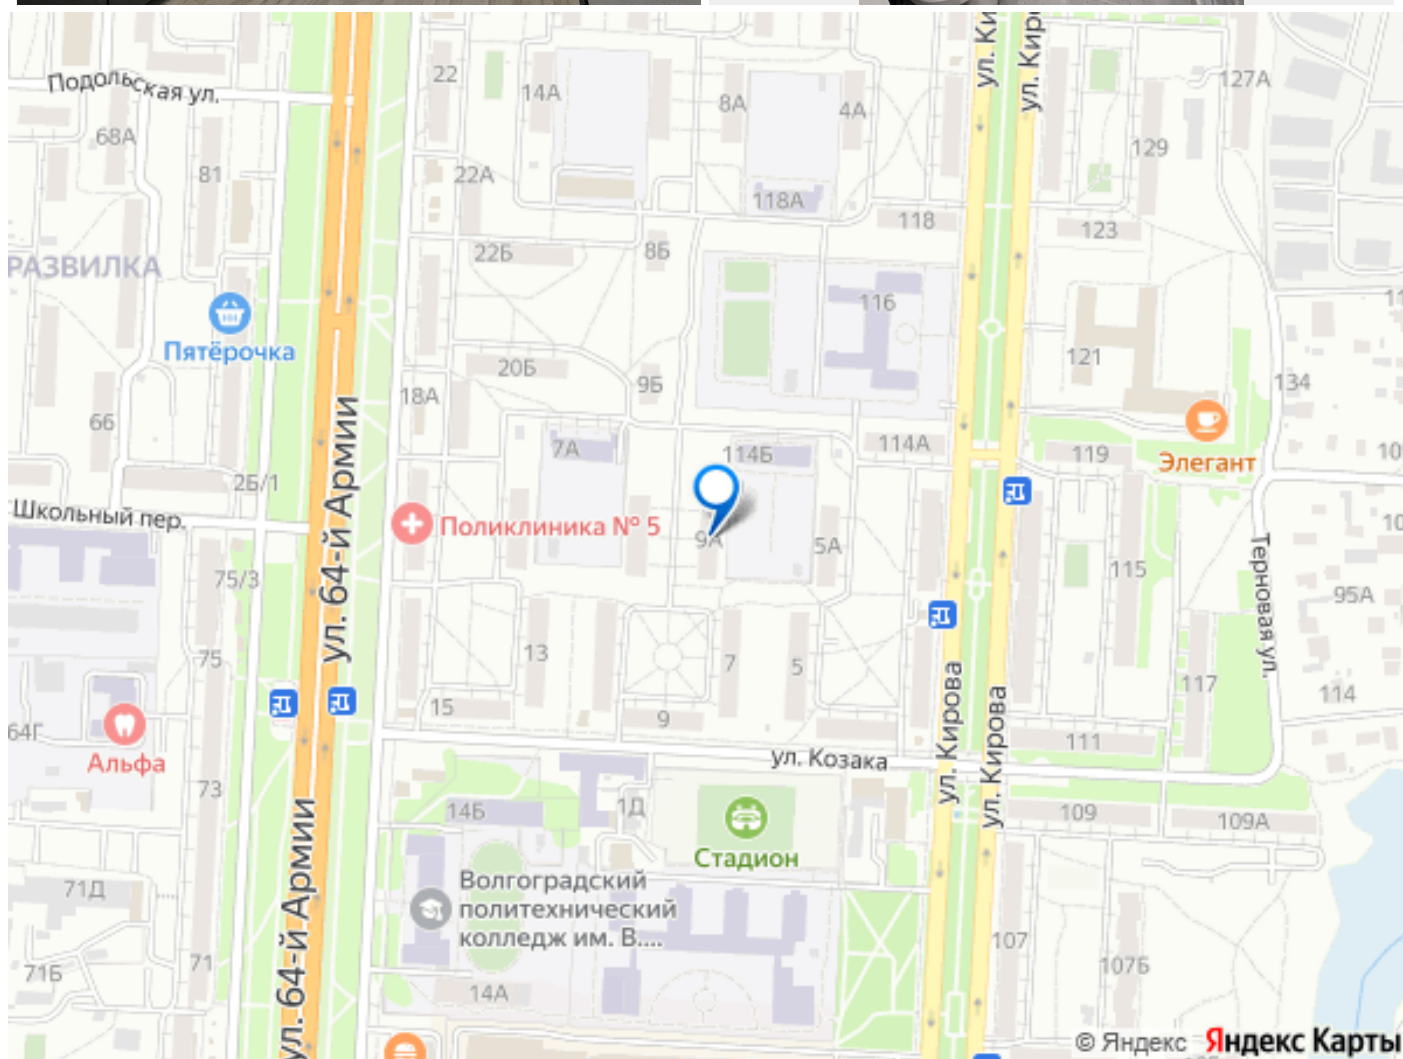 ул. Ки
ул. Кир
Подольская ул.
22
14А
8А
4А
127А
68А
129
81
22А
118А
118
123
22Б
8Б
РАЗВИЛКА
116
Пятёрочка
20Б
121
9Б
134
18А
66
7А
114Б
114А
119
Элегант
10
2Б/1
Школьный пер.
ул. 64-й Армии
Поликлиника № 5
9А
5А
10
75/3
115
Терновая ул.
95А
13
75
7
5
117
114
15
9
64Г
Альфа
ул. Козака
ул. Кирова
ул. Кирова
111
73
14Б
1Д
109
109А
Стадион
71Д
ул. 64-й Армии
Волгоградский
политехнический
колледж им. В....
107
107Б
71Б
71
14А
© Яндекс
Яндекс Карты